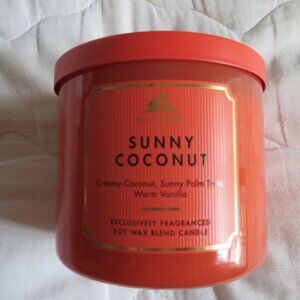 SUNNY
COCONUT
Creamy Coconut, Sunny Palm Trees,
Warm Vanilla
EXCLUSIVELY FRAGRANCED
SOY WAX BLEND CANDLE